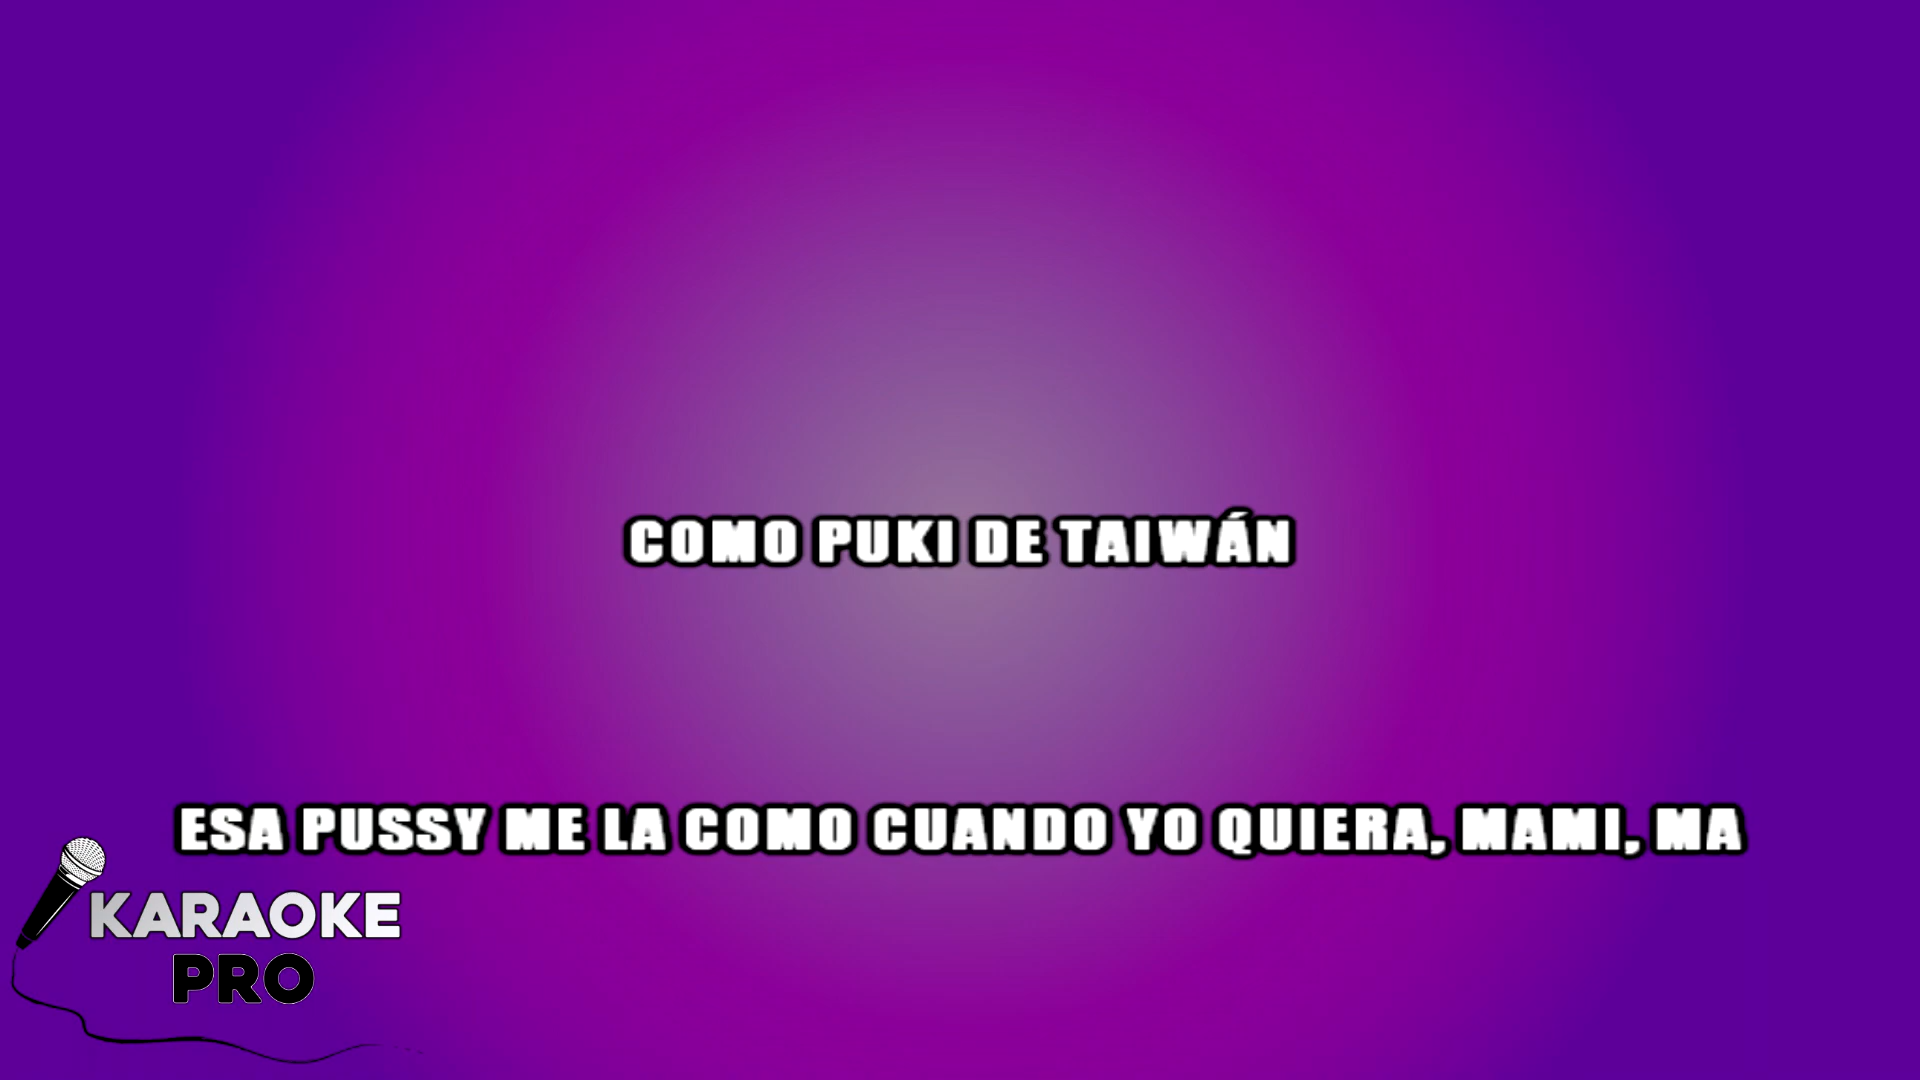 COMO PUKI DE TAIWÁN
ESA PUSSY ME LA COMO CUANDO YO QUIERA, MAMI, MA
KARAOKE
PRO